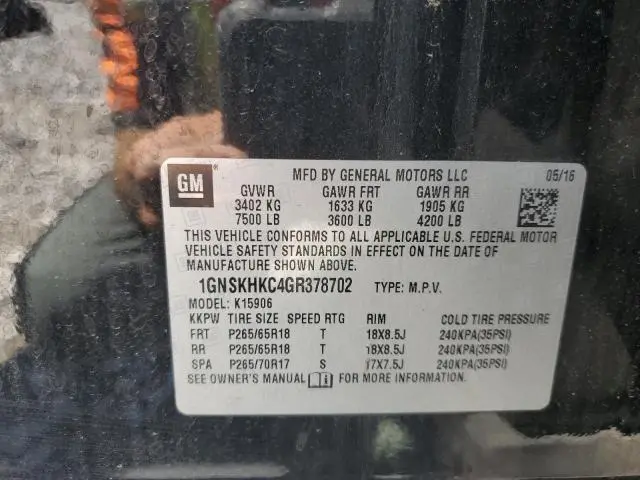 GM
MFD BY GENERAL MOTORS LLC 05/16
GVWR GAWR FRT GAWR RR
3402 KG 1633 KG 1905 KG
7500 LB 3600 LB 4200 LB
THIS VEHICLE CONFORMS TO ALL APPLICABLE U.S. FEDERAL MOTOR
VEHICLE SAFETY STANDARDS IN EFFECT ON THE DATE OF
MANUFACTURE SHOWN ABOVE.
1GNSKHKC4GR378702 TYPE: M.P.V.
MODEL: K15906
KKPW TIRE SIZE SPEED RTG RIM COLD TIRE PRESSURE
FRT P265/65R18 T 18X8.5J 240KPA(35PSI)
RR P265/65R18 T 18X8.5J 240KPA(35PSI)
SPA P265/70R17 S 17X7.5J 240KPA(35PSI)
SEE OWNER'S MANUAL FOR MORE INFORMATION.